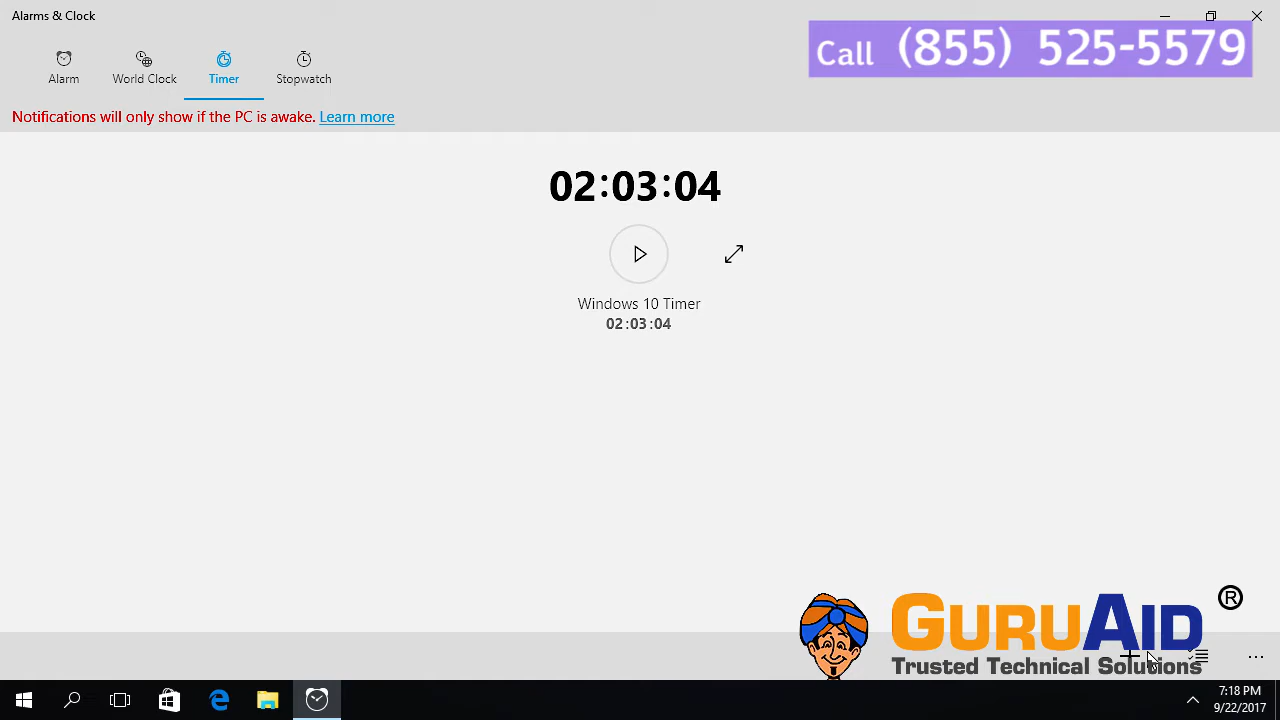 Alarms & Clock
Call (855) 525-5579
Alarm
World Clock
Timer
Stopwatch
Notifications will only show if the PC is awake. Learn more
02:03:04
Windows 10 Timer
02:03:04
®
GURUAID
Trusted Technical Solutions
7:18 PM
9/22/2017